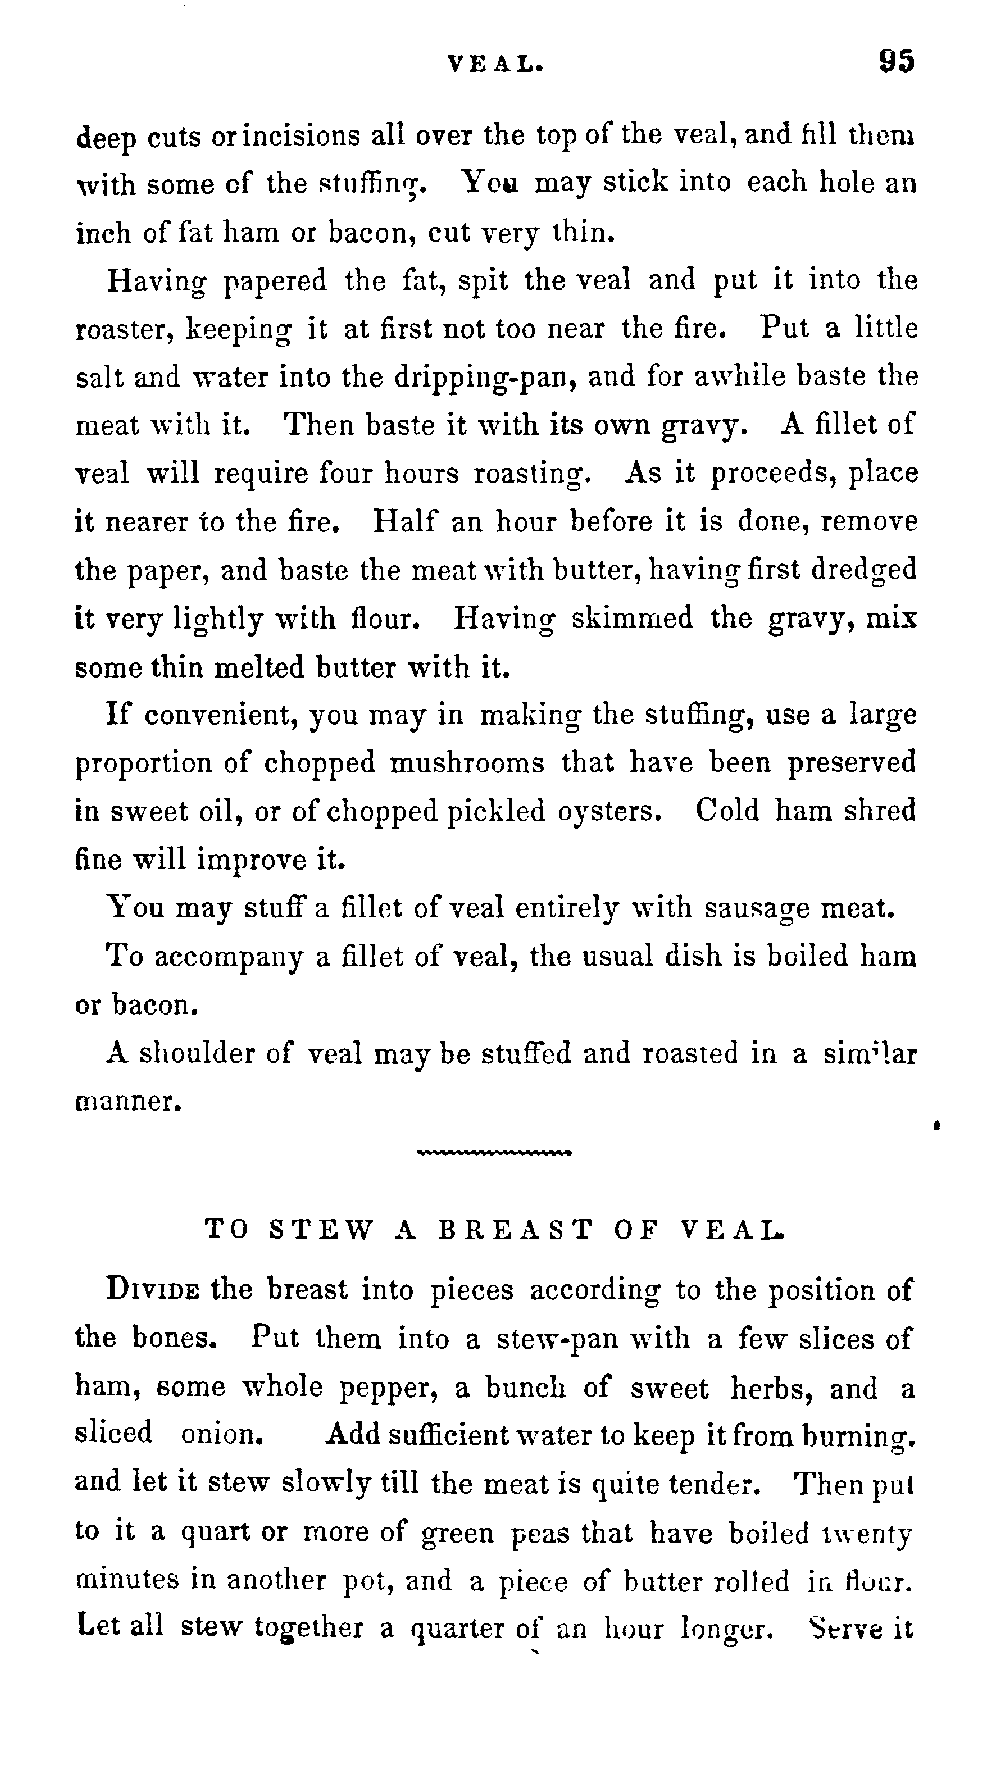 VEAL. 95
deep cuts or incisions all over the top of the veal, and fill them
with some of the stuffing. You may stick into each hole an
inch of fat ham or bacon, cut very thin.
Having papered the fat, spit the veal and put it into the
roaster, keeping it at first not too near the fire. Put a little
salt and water into the dripping-pan, and for awhile baste the
meat with it. Then baste it with its own gravy. A fillet of
veal will require four hours roasting. As it proceeds, place
it nearer to the fire. Half an hour before it is done, remove
the paper, and baste the meat with butter, having first dredged
it very lightly with flour. Having skimmed the gravy, mix
some thin melted butter with it.
If convenient, you may in making the stuffing, use a large
proportion of chopped mushrooms that have been preserved
in sweet oil, or of chopped pickled oysters. Cold ham shred
fine will improve it.
You may stuff a fillet of veal entirely with sausage meat.
To accompany a fillet of veal, the usual dish is boiled ham
or bacon.
A shoulder of veal may be stuffed and roasted in a similar
manner.
TO STEW A BREAST OF VEAL.
DIVIDE the breast into pieces according to the position of
the bones. Put them into a stew-pan with a few slices of
ham, some whole pepper, a bunch of sweet herbs, and a
sliced onion. Add sufficient water to keep it from burning,
and let it stew slowly till the meat is quite tender. Then put
to it a quart or more of green peas that have boiled twenty
minutes in another pot, and a piece of butter rolled in flour.
Let all stew together a quarter of an hour longer. Serve it